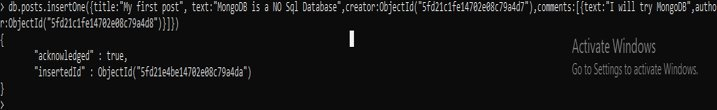 > db.posts.insertOne({title:"My first post", text:"MongoDB is a NO Sql Database",creator:ObjectId("5fd21c1fe14702e08c79a4d7"),comments:[{text:"I will try MongoDB",autho
r:ObjectId("5fd21c1fe14702e08c79a4d8")}]})
{
"acknowledged" : true,
"insertedId" : ObjectId("5fd21e4be14702e08c79a4da")
}
>
Activate Windows
Go to Settings to activate Windows.